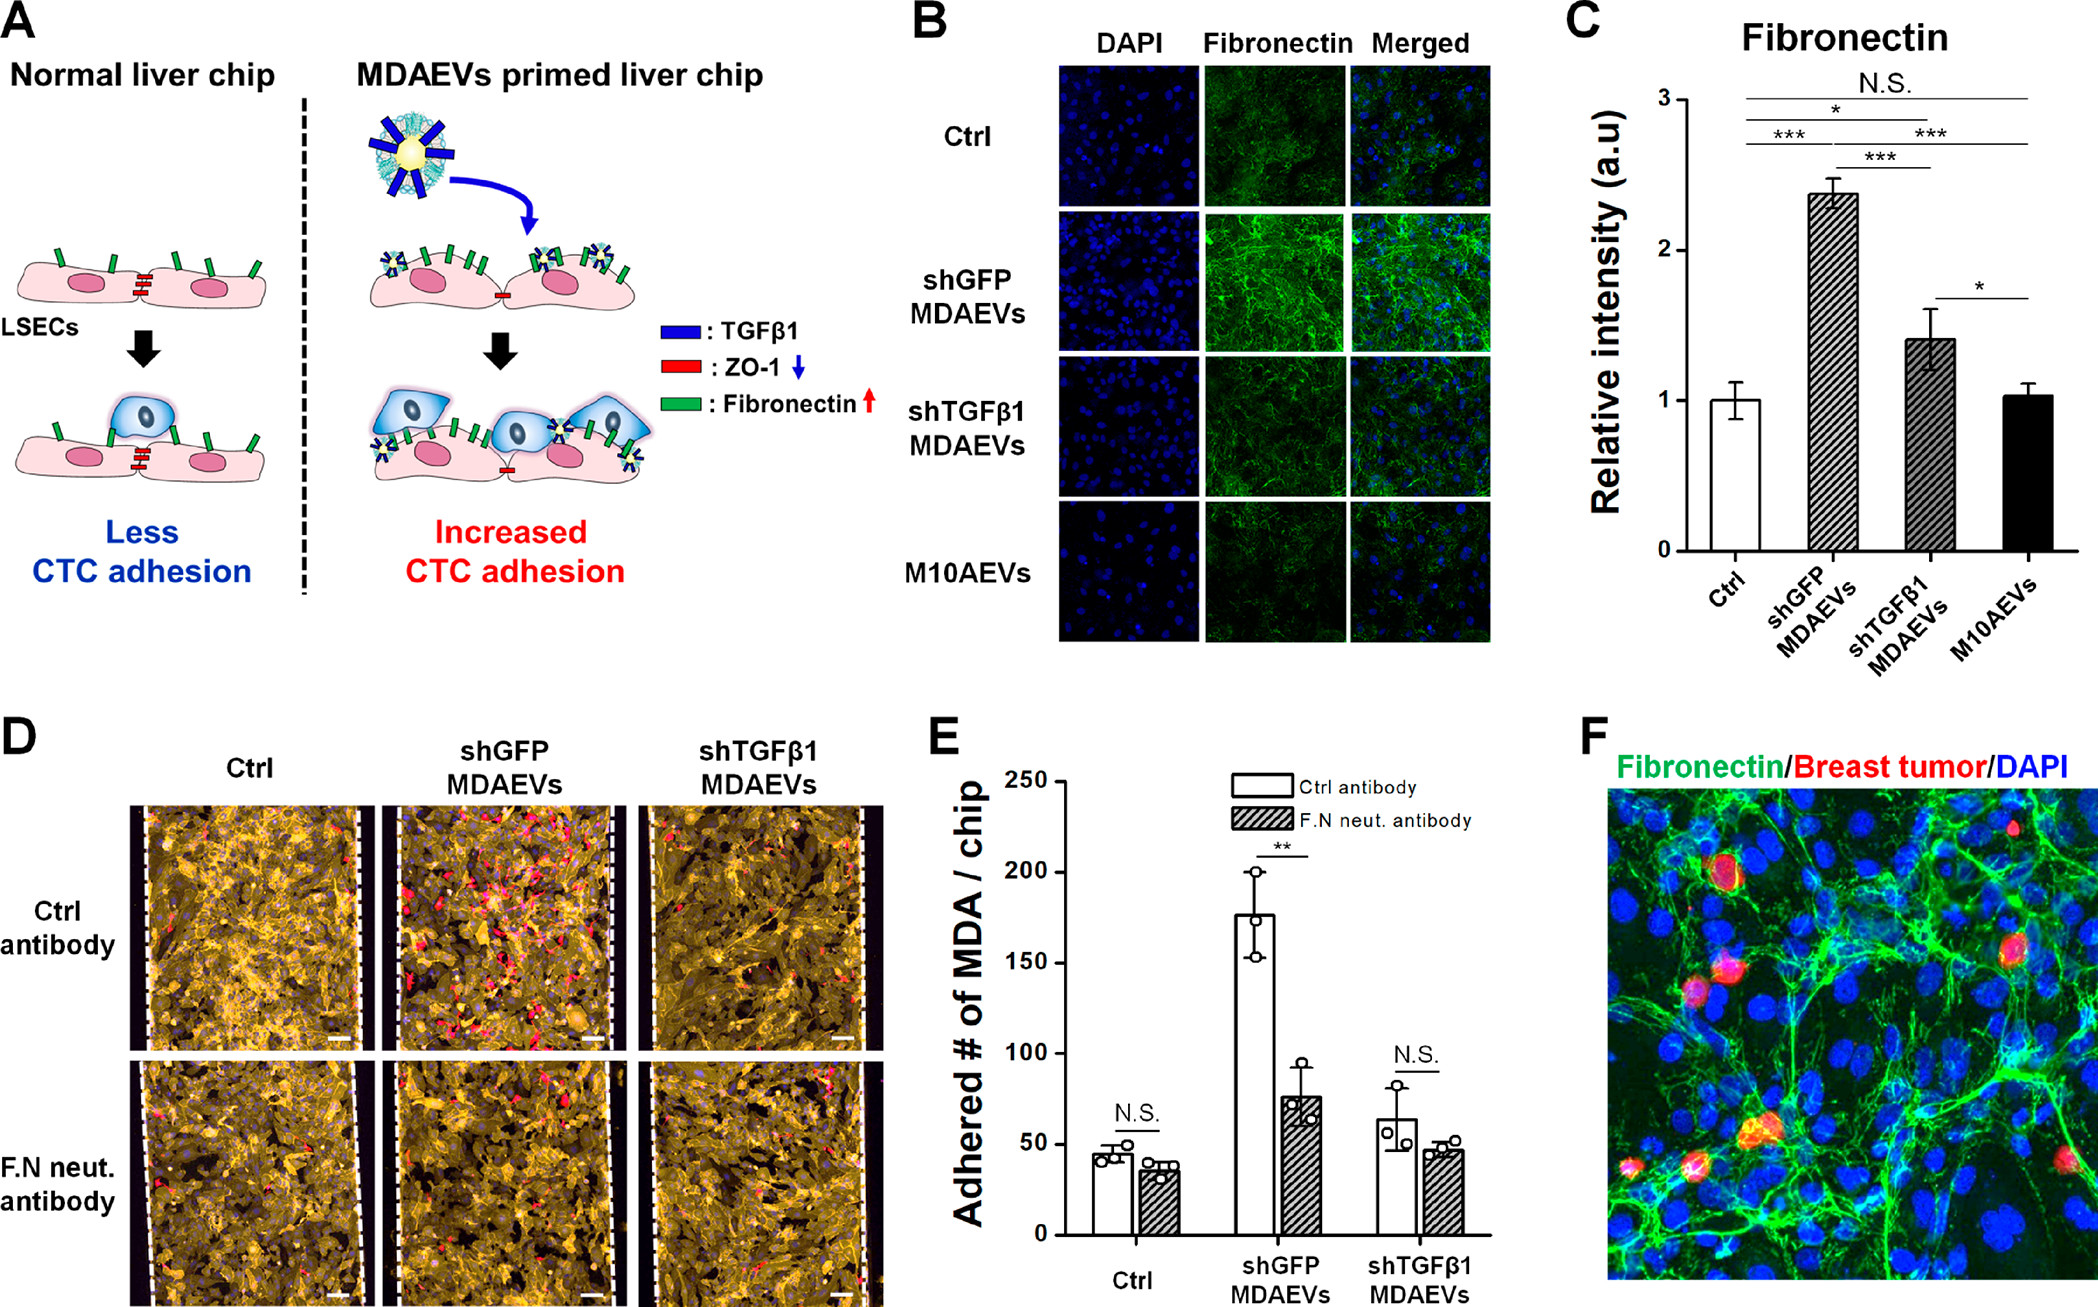 A
Normal liver chip
MDAEVs primed liver chip
LSECs
: TGFβ1
: ZO-1
: Fibronectin
Less
CTC adhesion
Increased
CTC adhesion
B
DAPI
Fibronectin
Merged
Ctrl
shGFP
MDAEVs
shTGFβ1
MDAEVs
M10AEVs
C
Fibronectin
Relative intensity (a.u)
3
2
1
0
N.S.
*
***
***
***
*
Ctrl
shGFP
MDAEVs
shTGFβ1
MDAEVs
M10AEVs
D
Ctrl
shGFP
MDAEVs
shTGFβ1
MDAEVs
Ctrl
antibody
F.N neut.
antibody
E
Adhered # of MDA / chip
250
200
150
100
50
0
Ctrl antibody
F.N neut. antibody
N.S.
**
N.S.
Ctrl
shGFP
MDAEVs
shTGFβ1
MDAEVs
F
Fibronectin/Breast tumor/DAPI